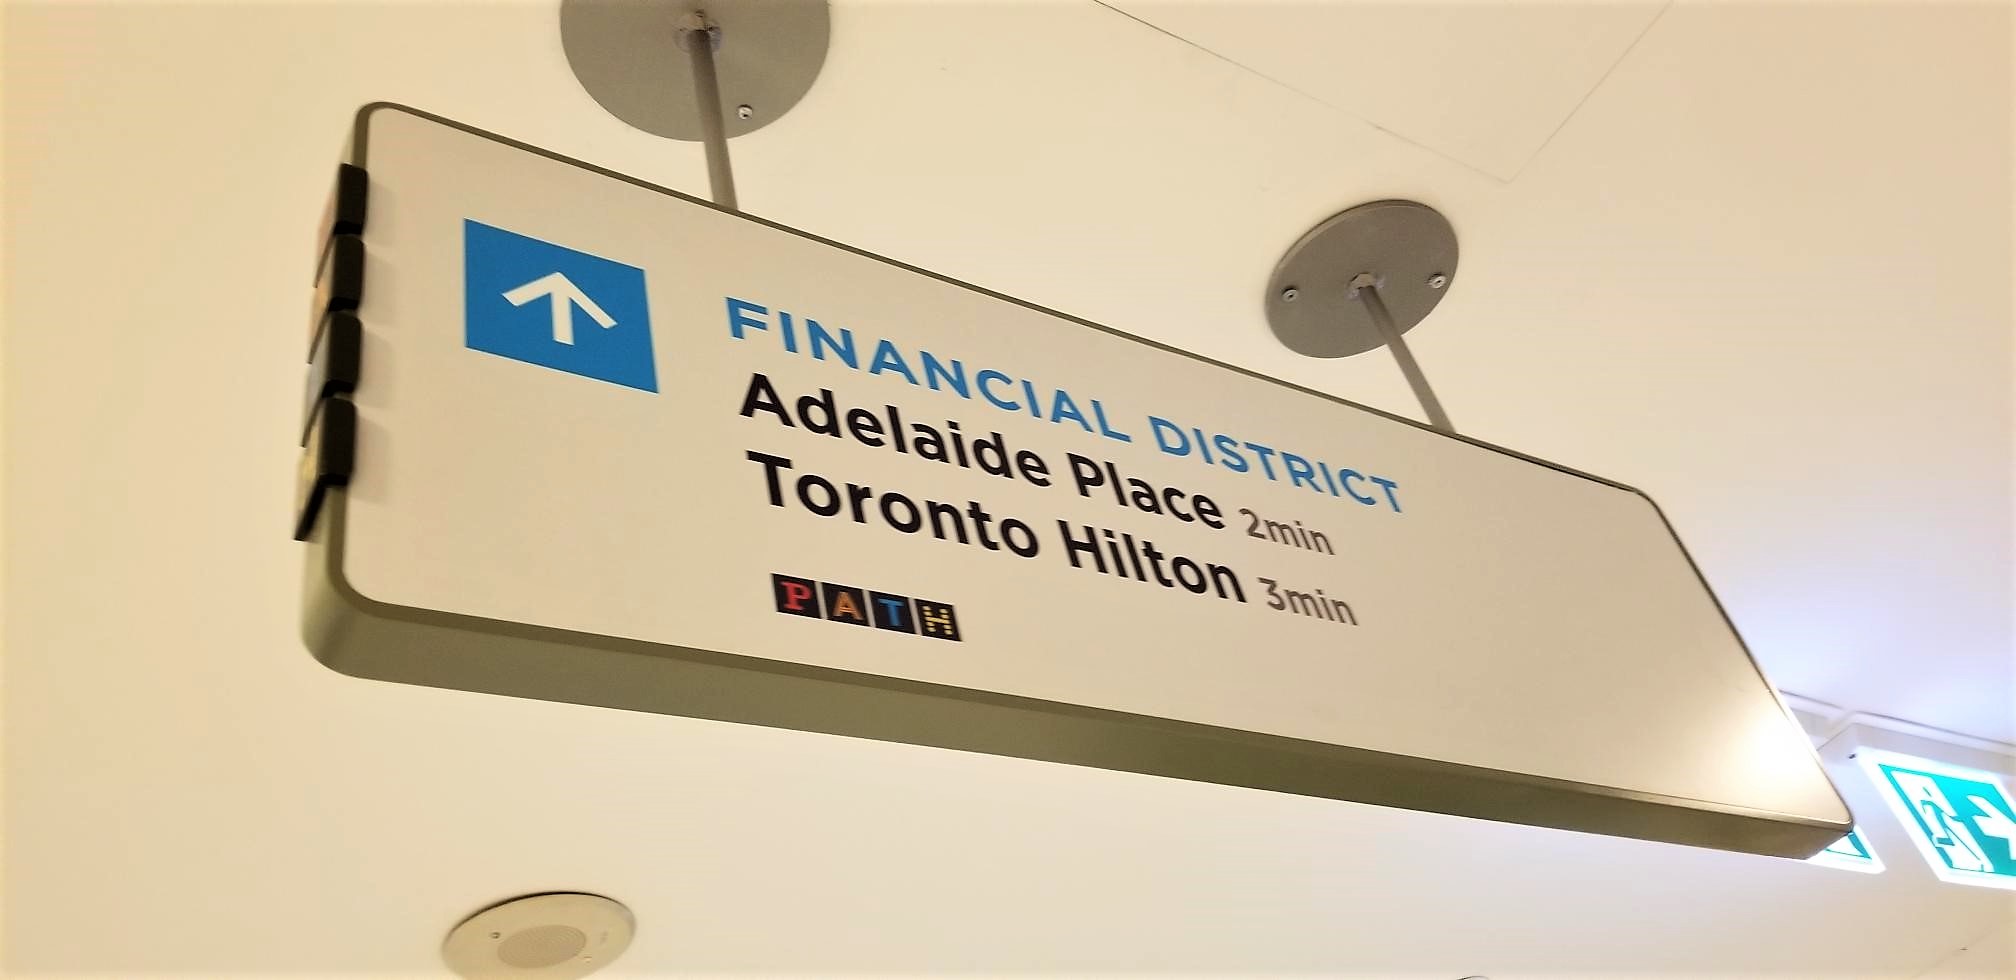 FINANCIAL DISTRICT
Adelaide Place 2min
Toronto Hilton 3min
PATH